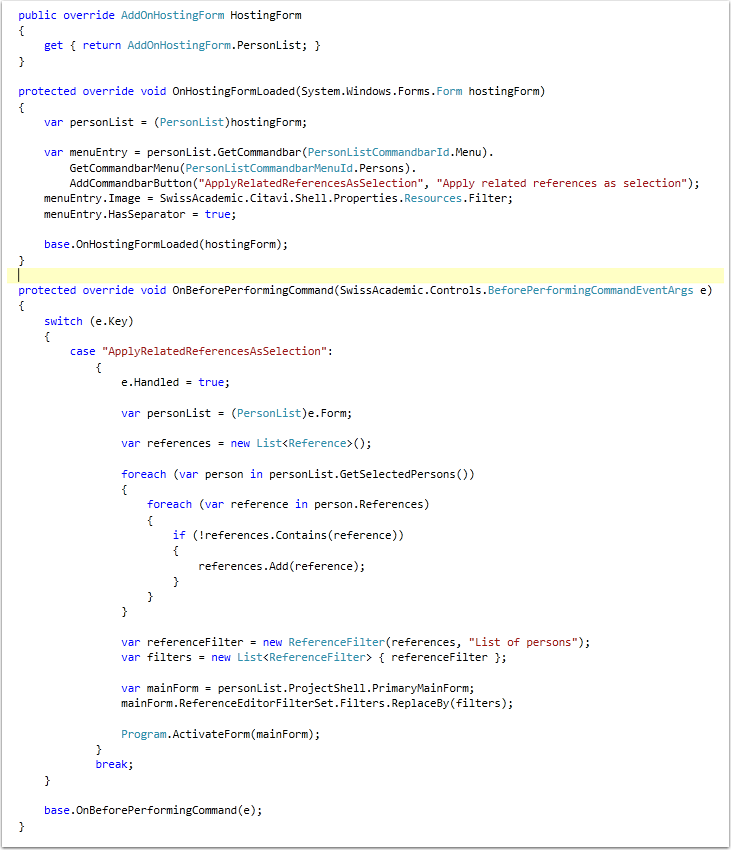 public override AddOnHostingForm HostingForm
{
    get { return AddOnHostingForm.PersonList; }
}

protected override void OnHostingFormLoaded(System.Windows.Forms.Form hostingForm)
{
    var personList = (PersonList)hostingForm;

    var menuEntry = personList.GetCommandbar(PersonListCommandbarId.Menu).
        GetCommandbarMenu(PersonListCommandbarMenuId.Persons).
        AddCommandbarButton("ApplyRelatedReferencesAsSelection", "Apply related references as selection");
    menuEntry.Image = SwissAcademic.Citavi.Shell.Properties.Resources.Filter;
    menuEntry.HasSeparator = true;

    base.OnHostingFormLoaded(hostingForm);
}

protected override void OnBeforePerformingCommand(SwissAcademic.Controls.BeforePerformingCommandEventArgs e)
{
    switch (e.Key)
    {
        case "ApplyRelatedReferencesAsSelection":
            {
                e.Handled = true;

                var personList = (PersonList)e.Form;

                var references = new List<Reference>();

                foreach (var person in personList.GetSelectedPersons())
                {
                    foreach (var reference in person.References)
                    {
                        if (!references.Contains(reference))
                        {
                            references.Add(reference);
                        }
                    }
                }

                var referenceFilter = new ReferenceFilter(references, "List of persons");
                var filters = new List<ReferenceFilter> { referenceFilter };

                var mainForm = personList.ProjectShell.PrimaryMainForm;
                mainForm.ReferenceEditorFilterSet.Filters.ReplaceBy(filters);

                Program.ActivateForm(mainForm);
            }
            break;
    }

    base.OnBeforePerformingCommand(e);
}